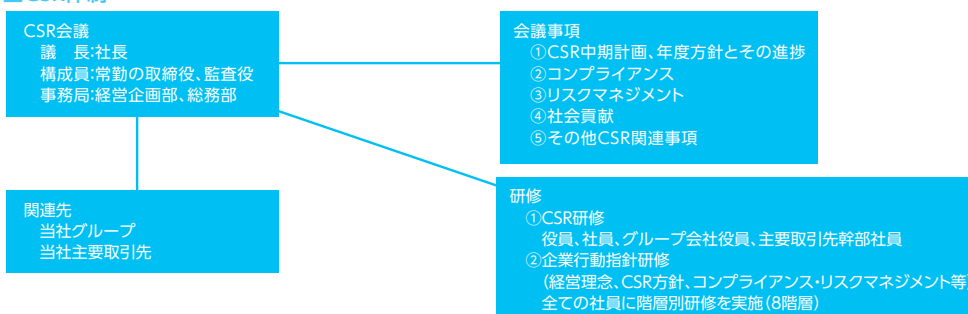 CSR会議
議　長:社長
構成員:常勤の取締役、監査役
事務局:経営企画部、総務部
会議事項
①CSR中期計画、年度方針とその進捗
②コンプライアンス
③リスクマネジメント
④社会貢献
⑤その他CSR関連事項
関連先
当社グループ
当社主要取引先
研修
①CSR研修
役員、社員、グループ会社役員、主要取引先幹部社員
②企業行動指針研修
(経営理念、CSR方針、コンプライアンス・リスクマネジメント等)
全ての社員に階層別研修を実施(8階層)